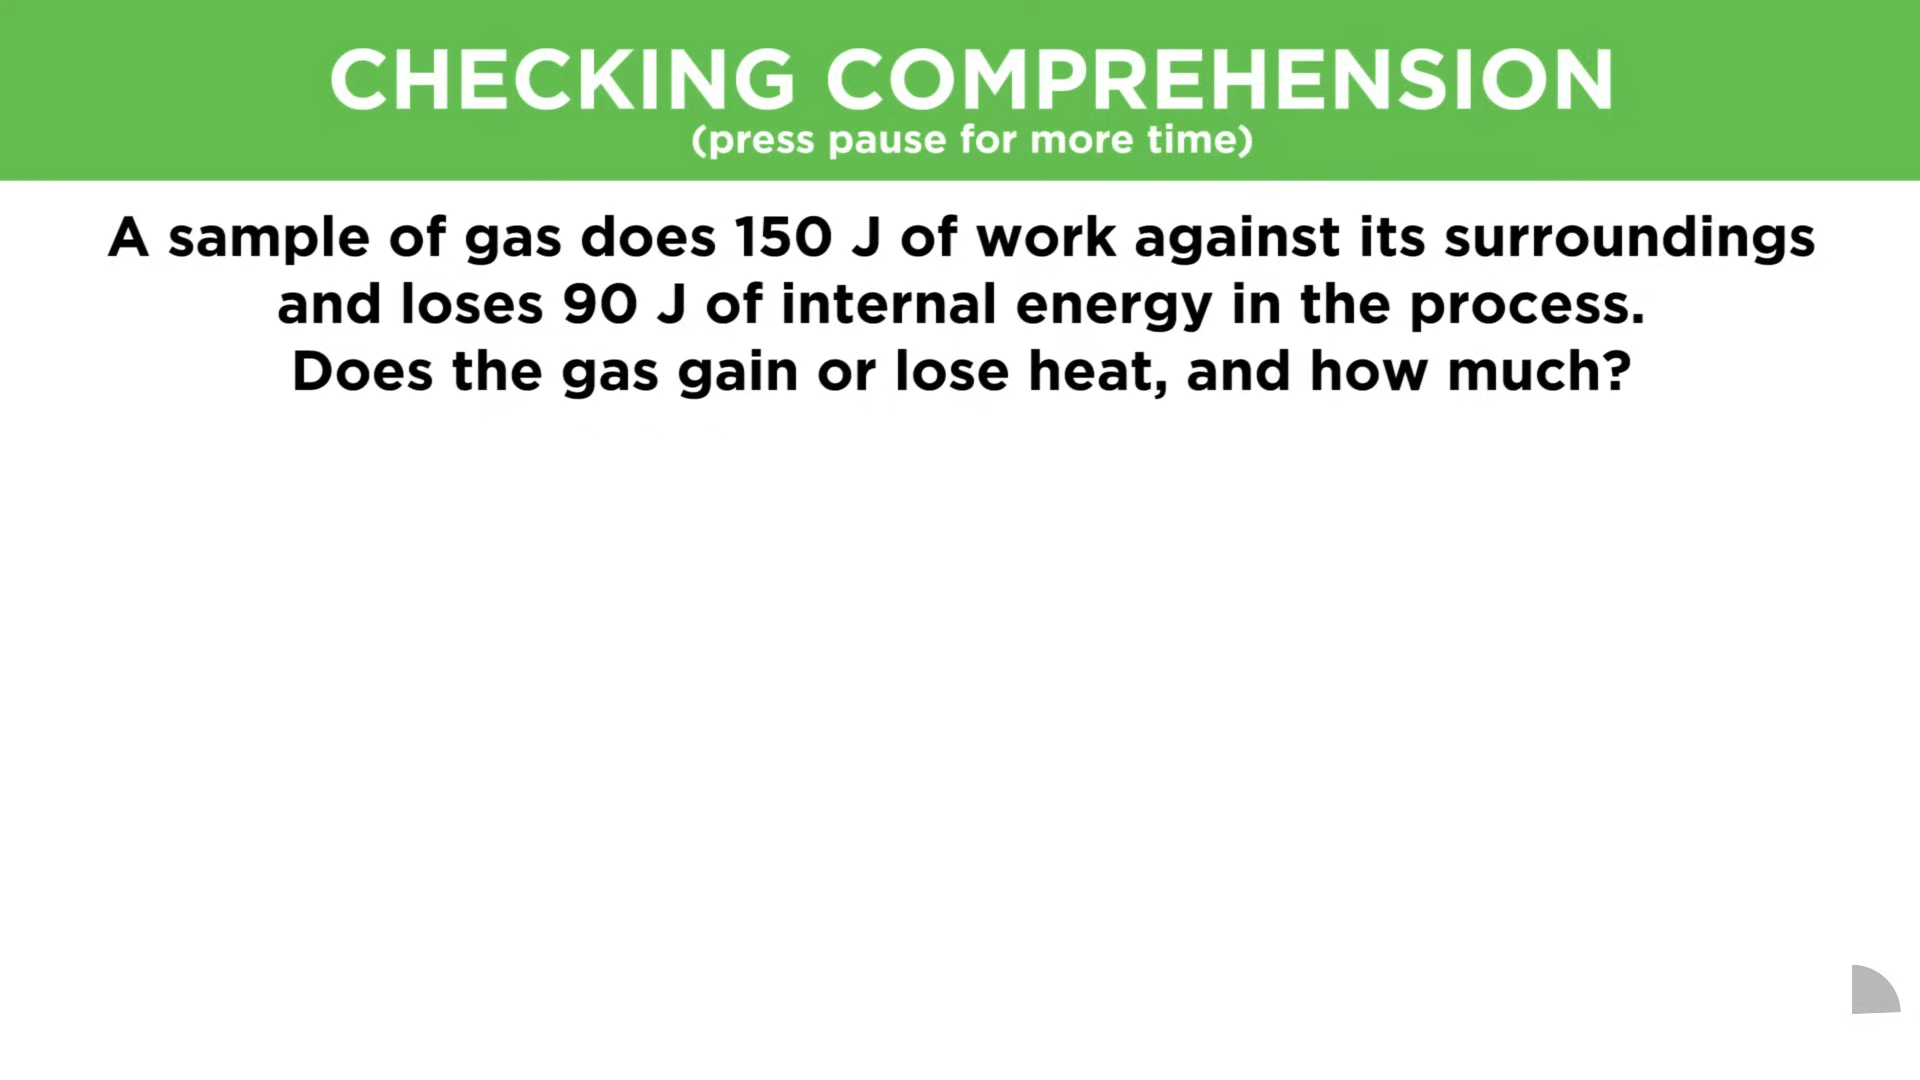 CHECKING COMPREHENSION
(press pause for more time)
A sample of gas does 150 J of work against its surroundings
and loses 90 J of internal energy in the process.
Does the gas gain or lose heat, and how much?